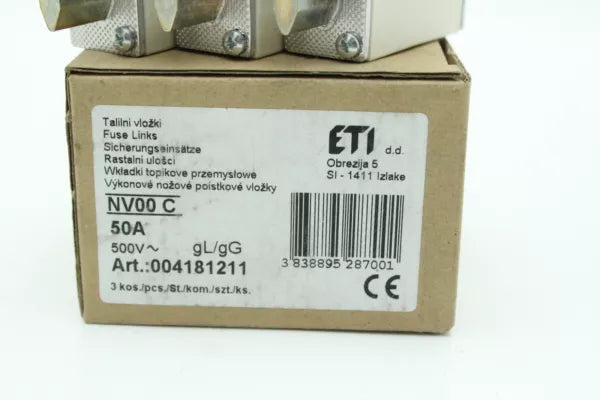 Talilni vložki
Fuse Links
Sicherungseinsätze
Rastalni ulošci
Wkładki topikowe przemysłowe
Výkonové nožové poistkové vložky
NV00 C
50A
500V～ gL/gG
Art.:004181211
3 kos./pcs./St./kom./szt./ks.
ETI d.d.
Obrezija 5
SI - 1411 Izlake
3 838895 287001
CE